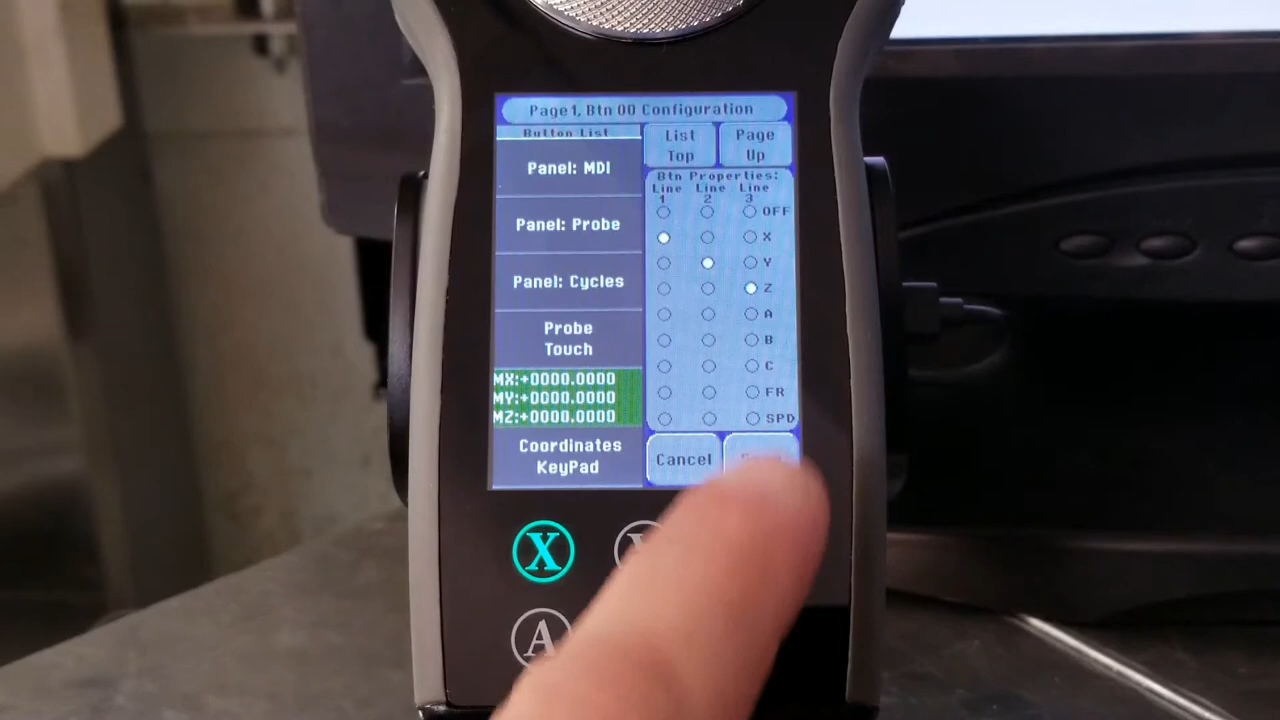 Page1, Btn 00 Configuration
Button List
List
Top
Page
Up
Panel: MDI
Panel: Probe
Panel: Cycles
Probe
Touch
MX:+0000.0000
MY:+0000.0000
MZ:+0000.0000
Coordinates
KeyPad
Btn Properties:
Line Line Line
1 2 3
OFF
X
Y
Z
A
B
C
FR
SPD
Cancel
X
A